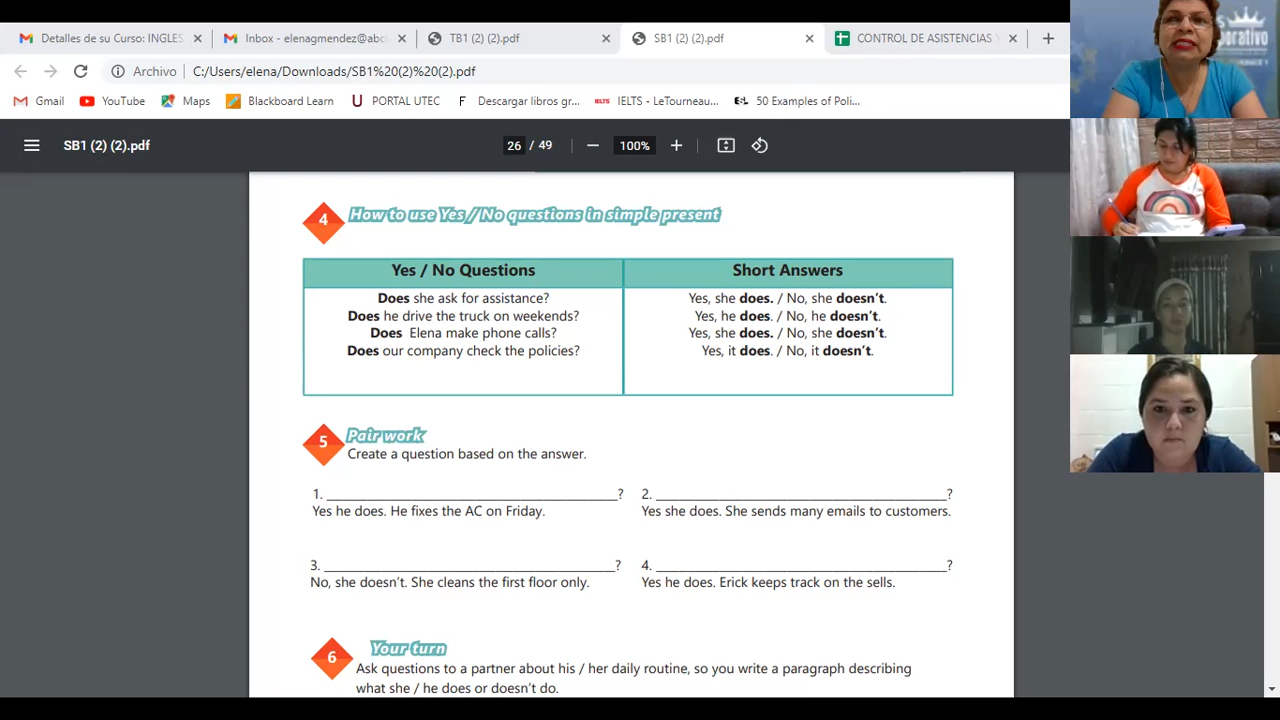 Detalles de su Curso: INGLES
Inbox - elenagmendez@abc
TB1 (2) (2).pdf
SB1 (2) (2).pdf
CONTROL DE ASISTENCIAS
Archivo
C:/Users/elena/Downloads/SB1%20(2)%20(2).pdf
Gmail
YouTube
Maps
Blackboard Learn
PORTAL UTEC
Descargar libros gr...
IELTS - LeTourneau...
50 Examples of Poli...
SB1 (2) (2).pdf
26 / 49
100%
4
How to use Yes / No questions in simple present
Yes / No Questions
Short Answers
Does she ask for assistance?
Yes, she does. / No, she doesn't.
Does he drive the truck on weekends?
Yes, he does. / No, he doesn't.
Does Elena make phone calls?
Yes, she does. / No, she doesn't.
Does our company check the policies?
Yes, it does. / No, it doesn't.
5
Pair work
Create a question based on the answer.
1. ______________________________________________?
2. ______________________________________________?
Yes he does. He fixes the AC on Friday.
Yes she does. She sends many emails to customers.
3. ______________________________________________?
4. ______________________________________________?
No, she doesn't. She cleans the first floor only.
Yes he does. Erick keeps track on the sells.
6
Your turn
Ask questions to a partner about his / her daily routine, so you write a paragraph describing
what she / he does or doesn't do.